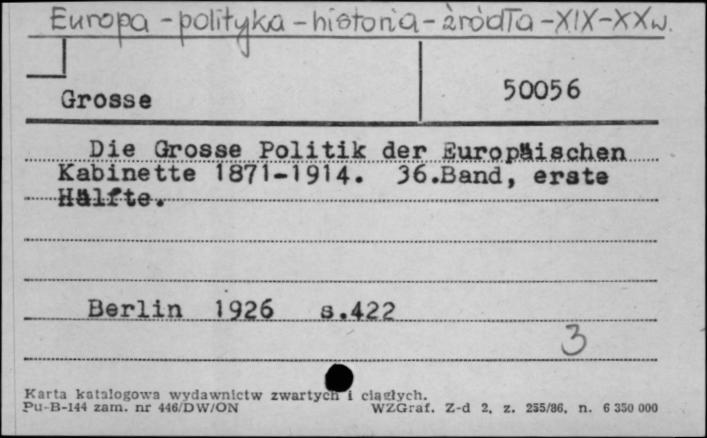 Europa - polityka - historia - źródła - XIX - XX w.
Grosse
50056
Die Grosse Politik der Europäischen
Kabinette 1871-1914. 36.Band, erste
Hälfte.
Berlin 1926 s.422
3
Karta katalogowa wydawnictw zwartych i ciągłych.
Pu-B-144 zam. nr 446/DW/ON WZGraf. Z-d 2, z. 255/86, n. 6 350 000